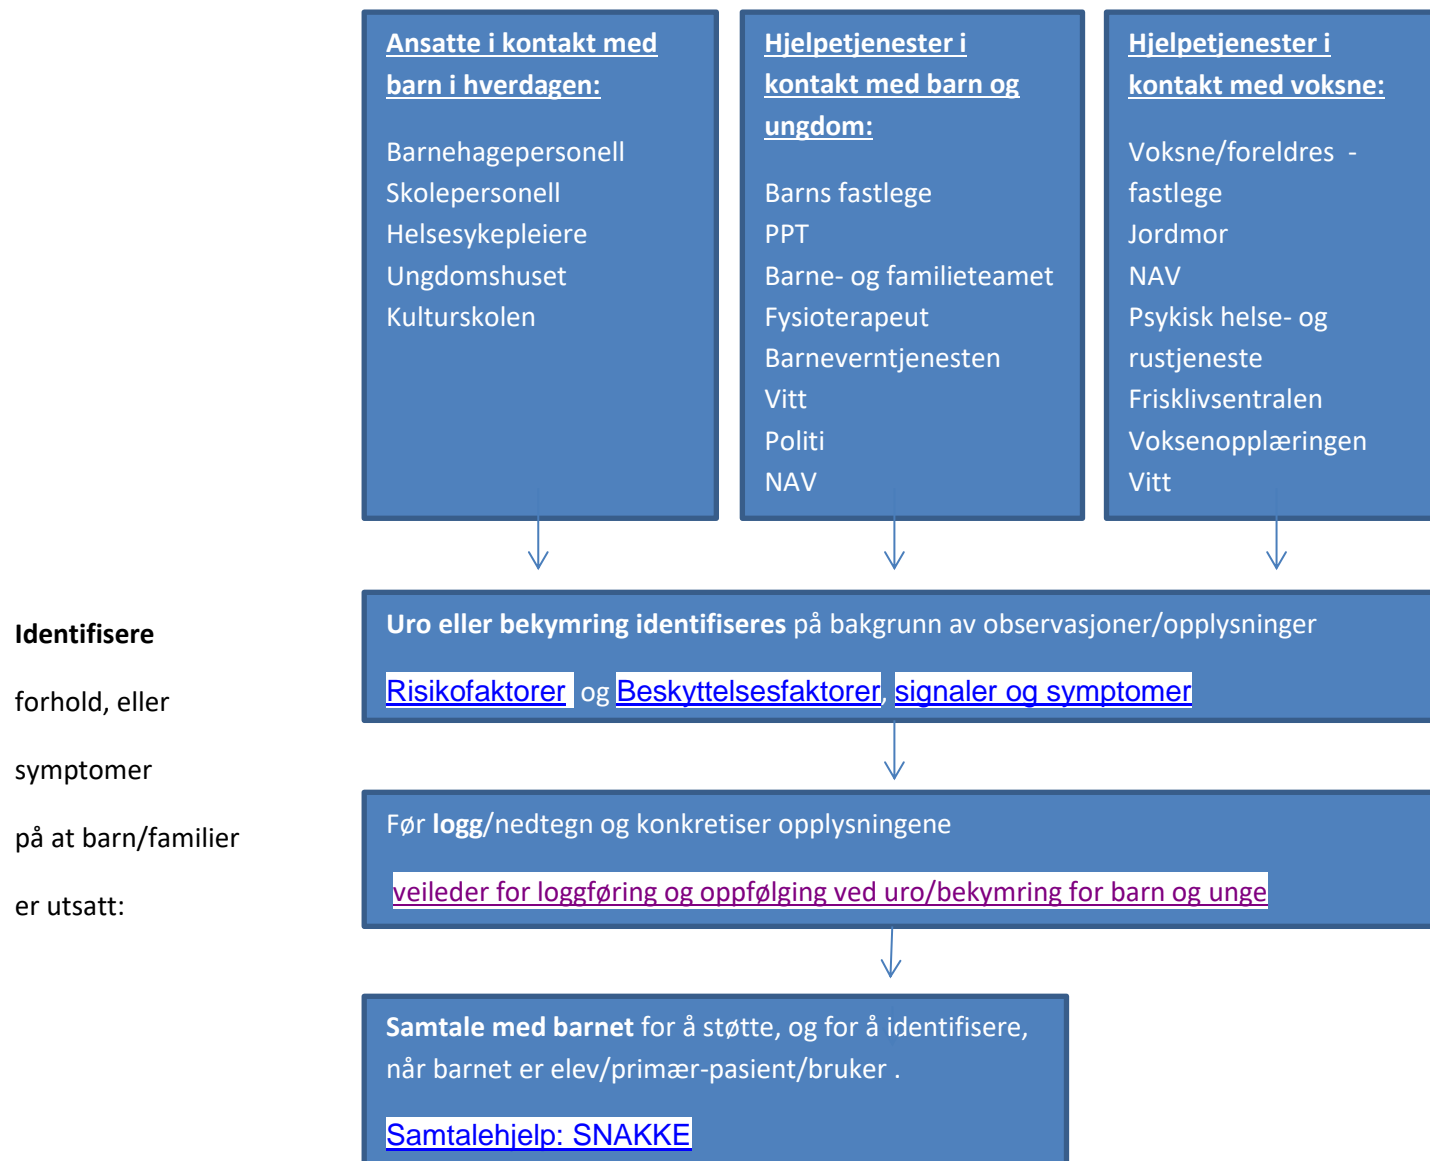 Ansatte i kontakt med
barn i hverdagen:
Barnehagepersonell
Skolepersonell
Helsesykepleiere
Ungdomshuset
Kulturskolen
Hjelpetjenester i
kontakt med barn og
ungdom:
Barns fastlege
PPT
Barne- og familieteamet
Fysioterapeut
Barneverntjenesten
Vitt
Politi
NAV
Hjelpetjenester i
kontakt med voksne:
Voksne/foreldres -
fastlege
Jordmor
NAV
Psykisk helse- og
rustjeneste
Frisklivsentralen
Voksenopplæringen
Vitt
Identifisere
forhold, eller
symptomer
på at barn/familier
er utsatt:
Uro eller bekymring identifiseres på bakgrunn av observasjoner/opplysninger
Risikofaktorer og Beskyttelsesfaktorer, signaler og symptomer
Før logg/nedtegn og konkretiser opplysningene
veileder for loggføring og oppfølging ved uro/bekymring for barn og unge
Samtale med barnet for å støtte, og for å identifisere,
når barnet er elev/primær-pasient/bruker .
Samtalehjelp: SNAKKE